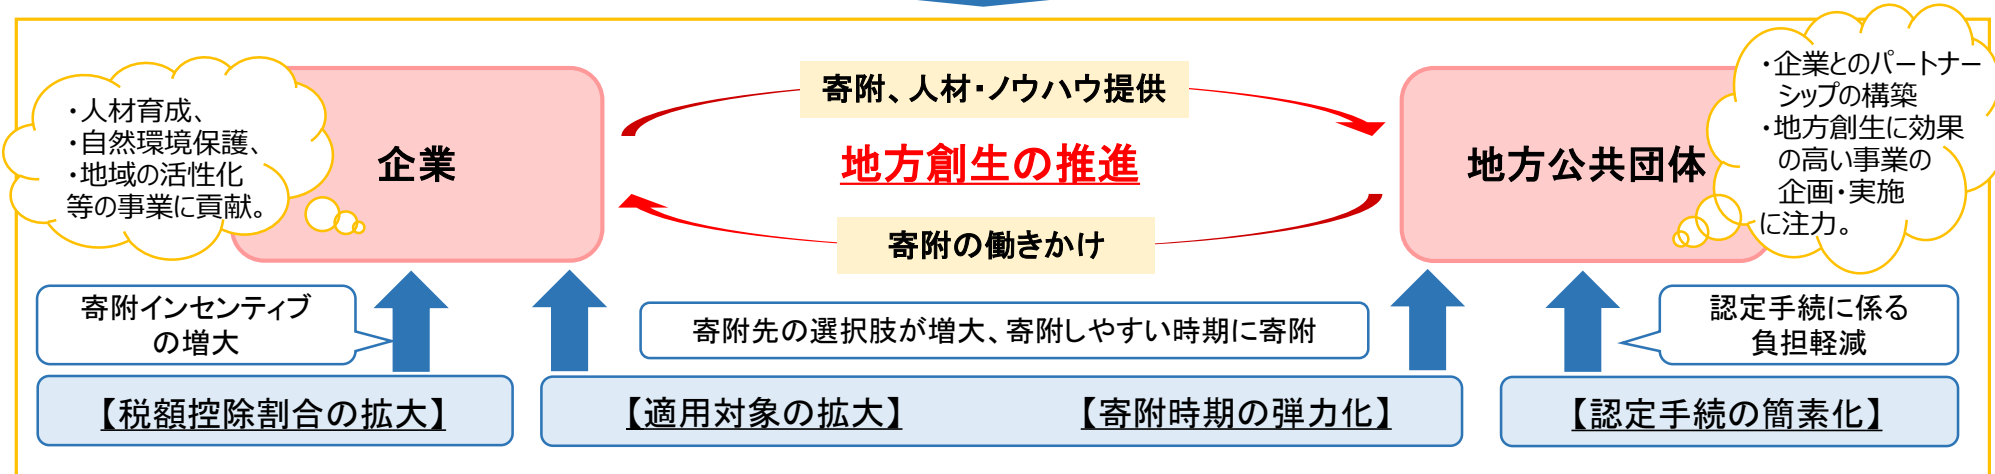 ・人材育成、
・自然環境保護、
・地域の活性化
等の事業に貢献。
企業
寄附、人材・ノウハウ提供
地方創生の推進
寄附の働きかけ
地方公共団体
・企業とのパートナー
シップの構築
・地方創生に効果
の高い事業の
企画・実施
に注力。
寄附インセンティブ
の増大
寄附先の選択肢が増大、寄附しやすい時期に寄附
認定手続に係る
負担軽減
【税額控除割合の拡大】
【適用対象の拡大】
【寄附時期の弾力化】
【認定手続の簡素化】